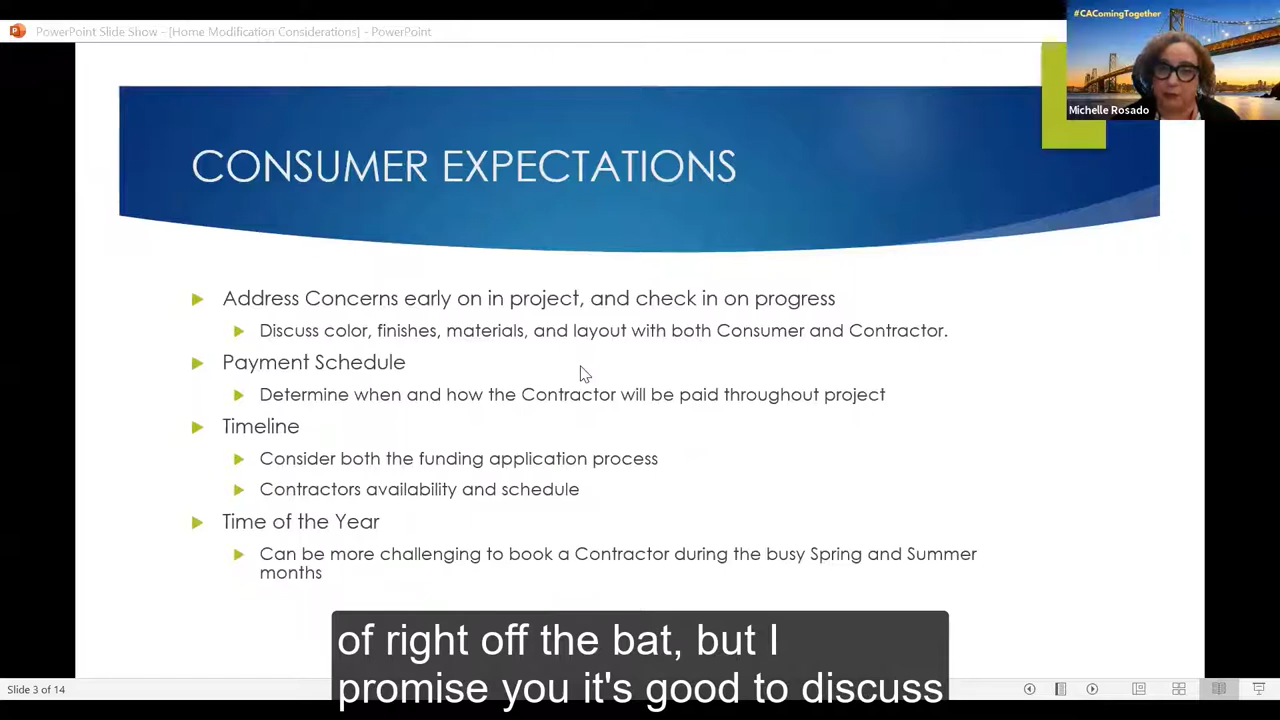 PowerPoint Slide Show - [Home Modification Considerations] - PowerPoint
#CAComingTogether
Michelle Rosado
CONSUMER EXPECTATIONS
Address Concerns early on in project, and check in on progress
Discuss color, finishes, materials, and layout with both Consumer and Contractor.
Payment Schedule
Determine when and how the Contractor will be paid throughout project
Timeline
Consider both the funding application process
Contractors availability and schedule
Time of the Year
Can be more challenging to book a Contractor during the busy Spring and Summer
months
of right off the bat, but I
promise you it's good to discuss
Slide 3 of 14